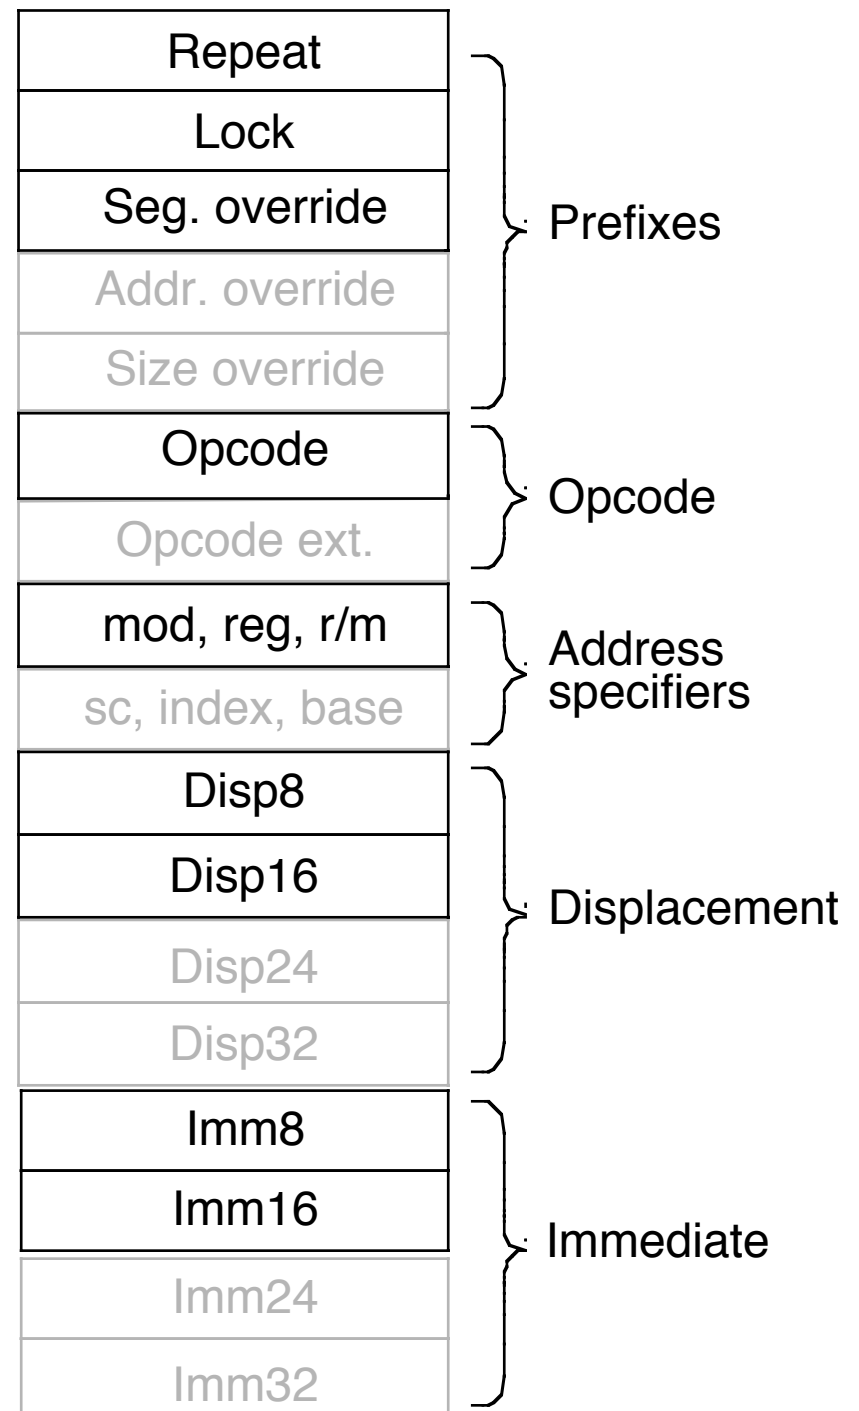 Repeat
Lock
Seg. override
Addr. override
Size override
Prefixes
Opcode
Opcode ext.
Opcode
mod, reg, r/m
sc, index, base
Address
specifiers
Disp8
Disp16
Disp24
Disp32
Displacement
Imm8
Imm16
Imm24
Imm32
Immediate